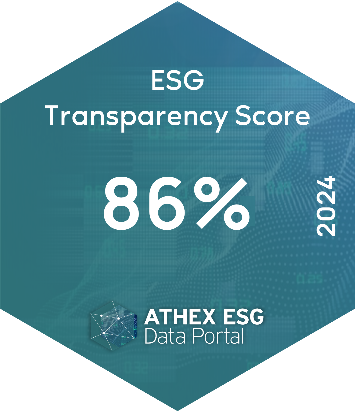 ESG
Transparency Score
86%
2024
ATHEX ESG
Data Portal